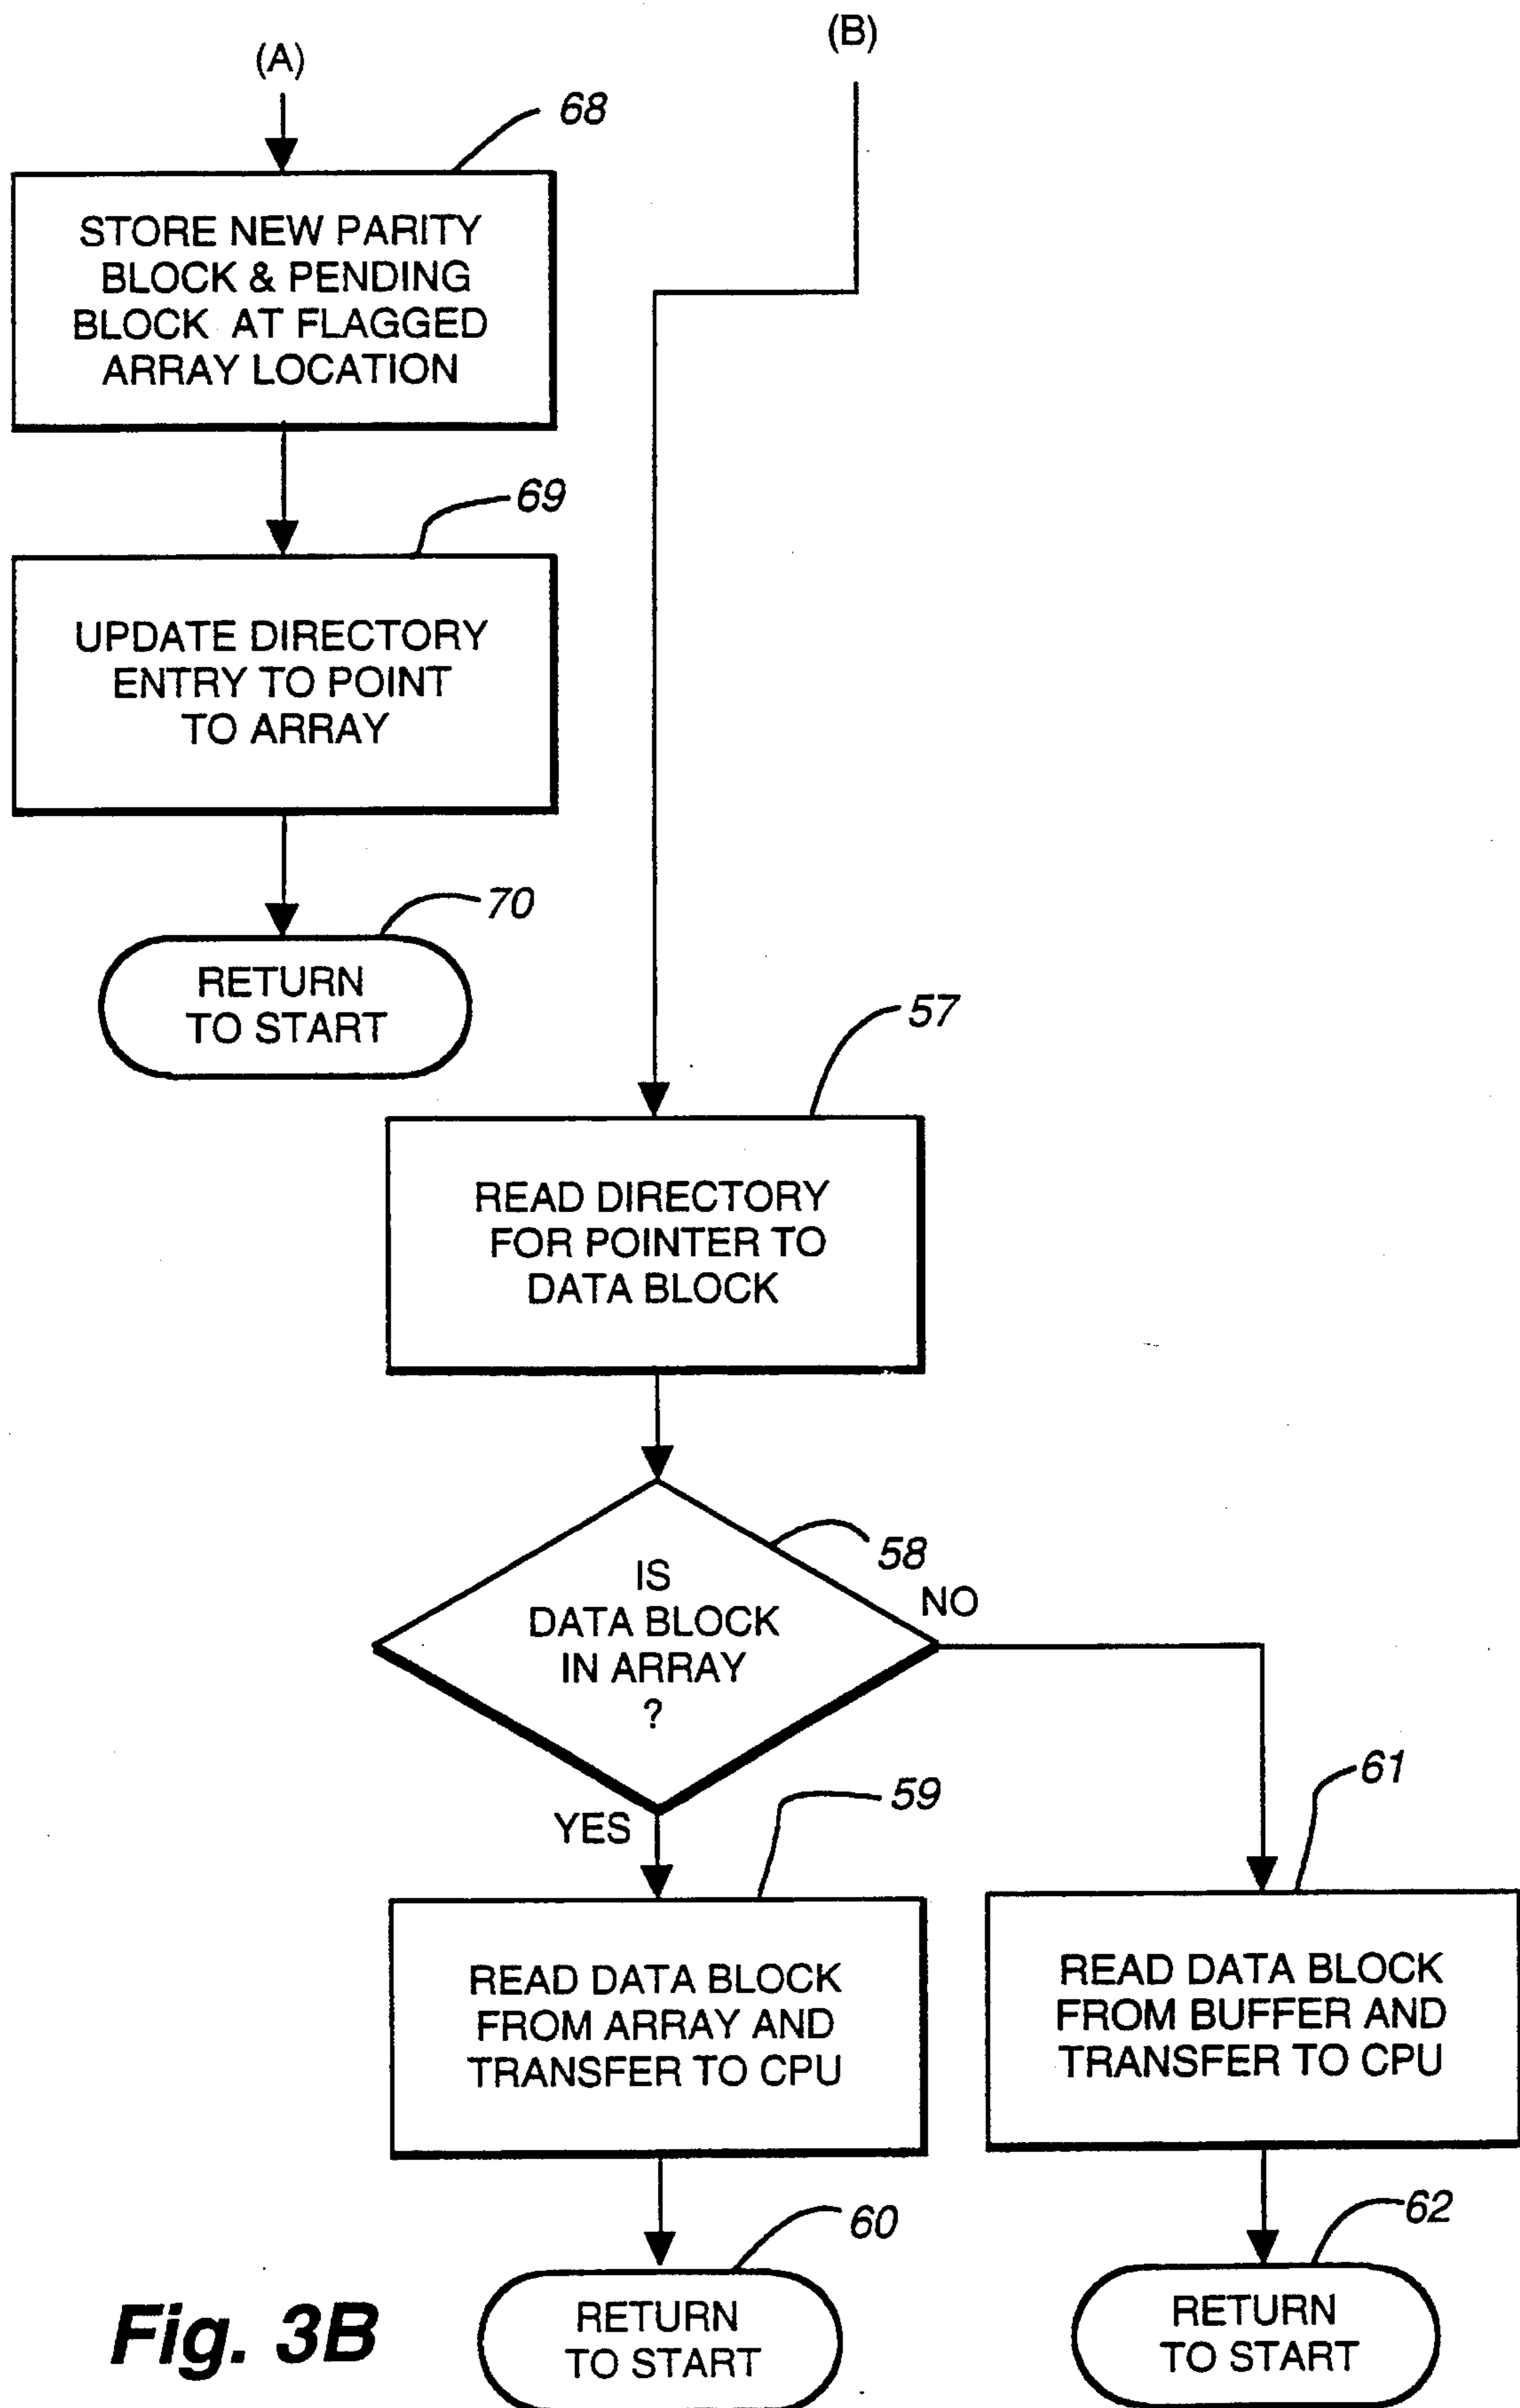 (A)
(B)
68
STORE NEW PARITY
BLOCK & PENDING
BLOCK AT FLAGGED
ARRAY LOCATION
69
UPDATE DIRECTORY
ENTRY TO POINT
TO ARRAY
70
RETURN
TO START
57
READ DIRECTORY
FOR POINTER TO
DATA BLOCK
58
IS
DATA BLOCK
IN ARRAY
?
NO
YES
59
READ DATA BLOCK
FROM ARRAY AND
TRANSFER TO CPU
61
READ DATA BLOCK
FROM BUFFER AND
TRANSFER TO CPU
60
RETURN
TO START
62
RETURN
TO START
Fig. 3B